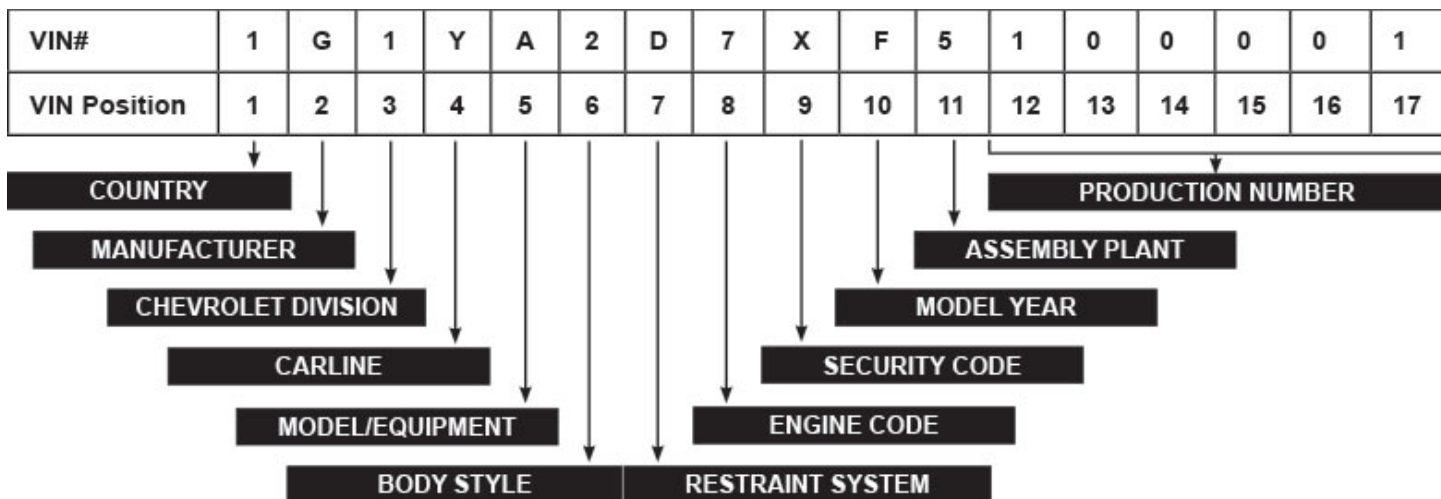 VIN# 1 G 1 Y A 2 D 7 X F 5 1 0 0 0 0 1
VIN Position 1 2 3 4 5 6 7 8 9 10 11 12 13 14 15 16 17
COUNTRY PRODUCTION NUMBER
MANUFACTURER ASSEMBLY PLANT
CHEVROLET DIVISION MODEL YEAR
CARLINE SECURITY CODE
MODEL/EQUIPMENT ENGINE CODE
BODY STYLE RESTRAINT SYSTEM